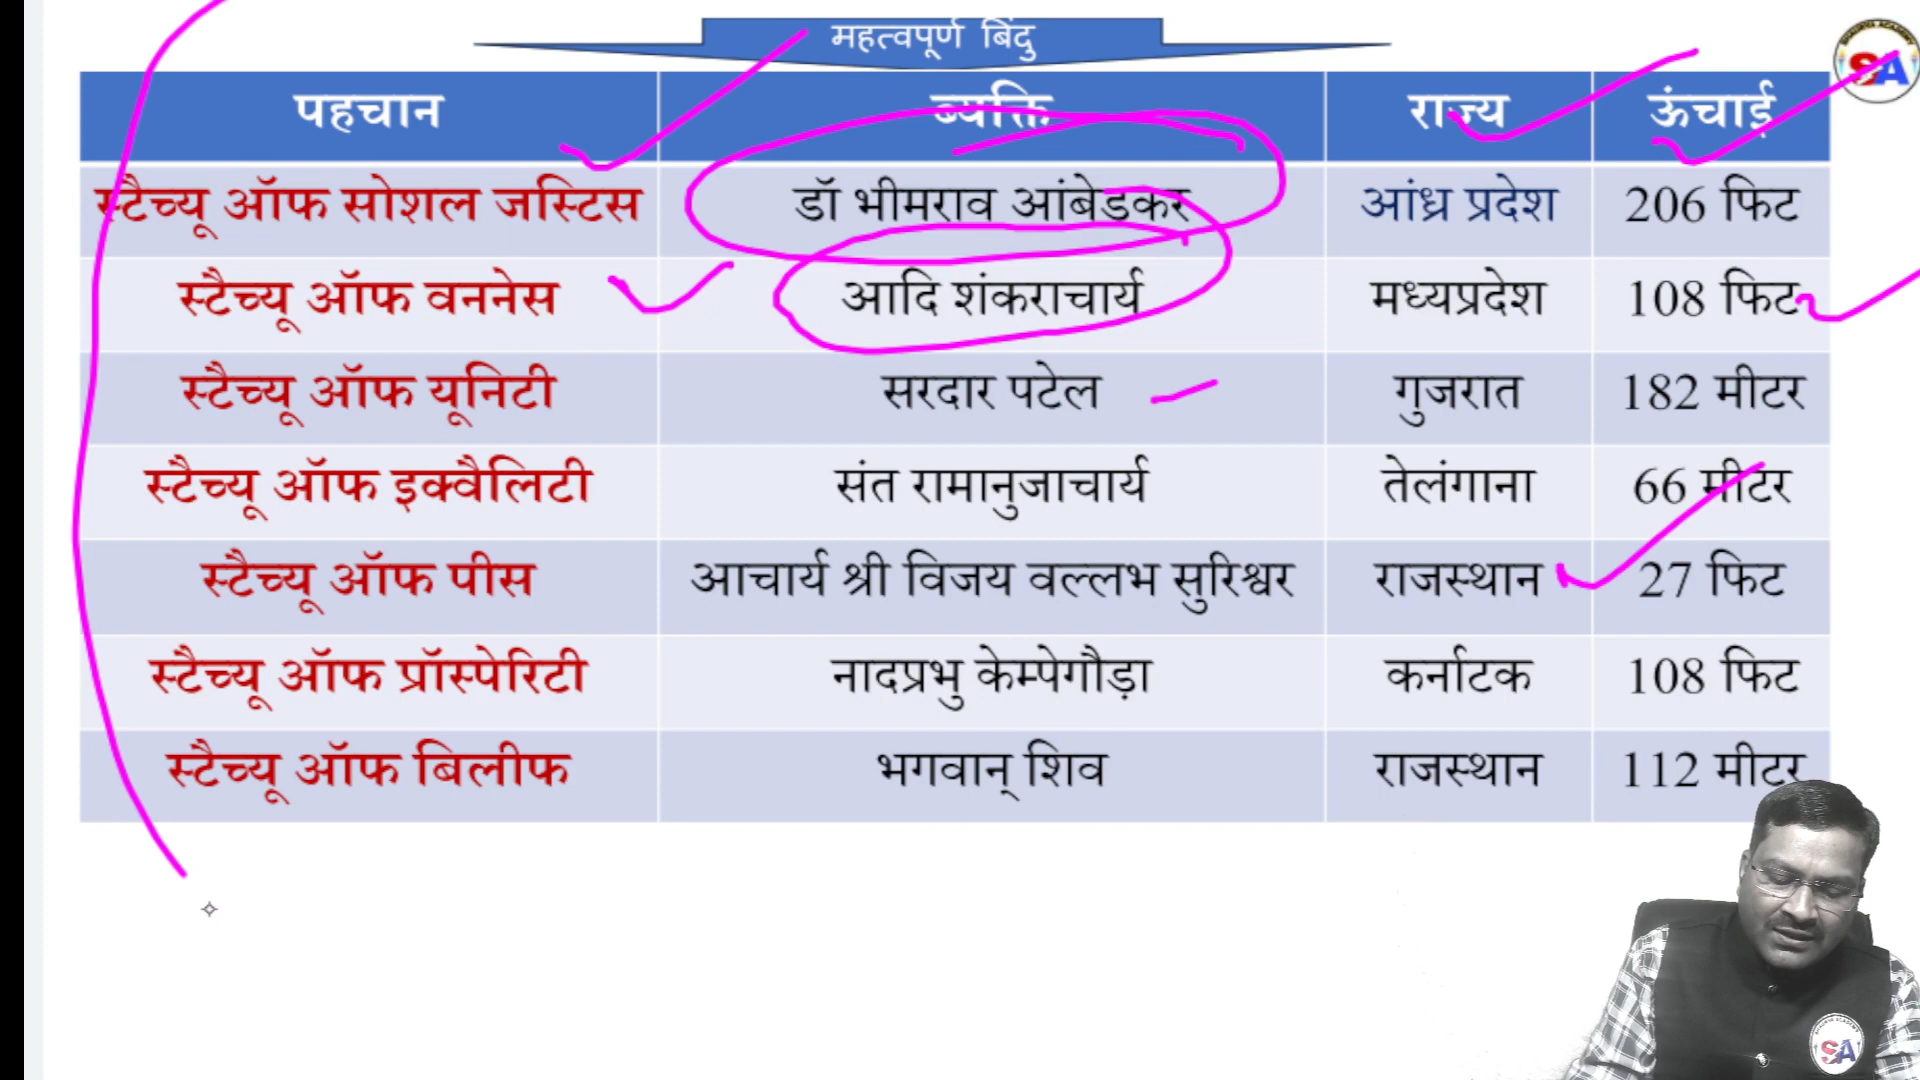 महत्वपूर्ण बिंदु
SA
पहचान व्यक्ति राज्य ऊंचाई
स्टैच्यू ऑफ सोशल जस्टिस डॉ भीमराव आंबेडकर आंध्र प्रदेश 206 फिट
स्टैच्यू ऑफ वननेस आदि शंकराचार्य मध्यप्रदेश 108 फिट
स्टैच्यू ऑफ यूनिटी सरदार पटेल गुजरात 182 मीटर
स्टैच्यू ऑफ इक्वैलिटी संत रामानुजाचार्य तेलंगाना 66 मीटर
स्टैच्यू ऑफ पीस आचार्य श्री विजय वल्लभ सुरिश्वर राजस्थान 27 फिट
स्टैच्यू ऑफ प्रॉस्पेरिटी नादप्रभु केम्पेगौड़ा कर्नाटक 108 फिट
स्टैच्यू ऑफ बिलीफ भगवान् शिव राजस्थान 112 मीटर
SA